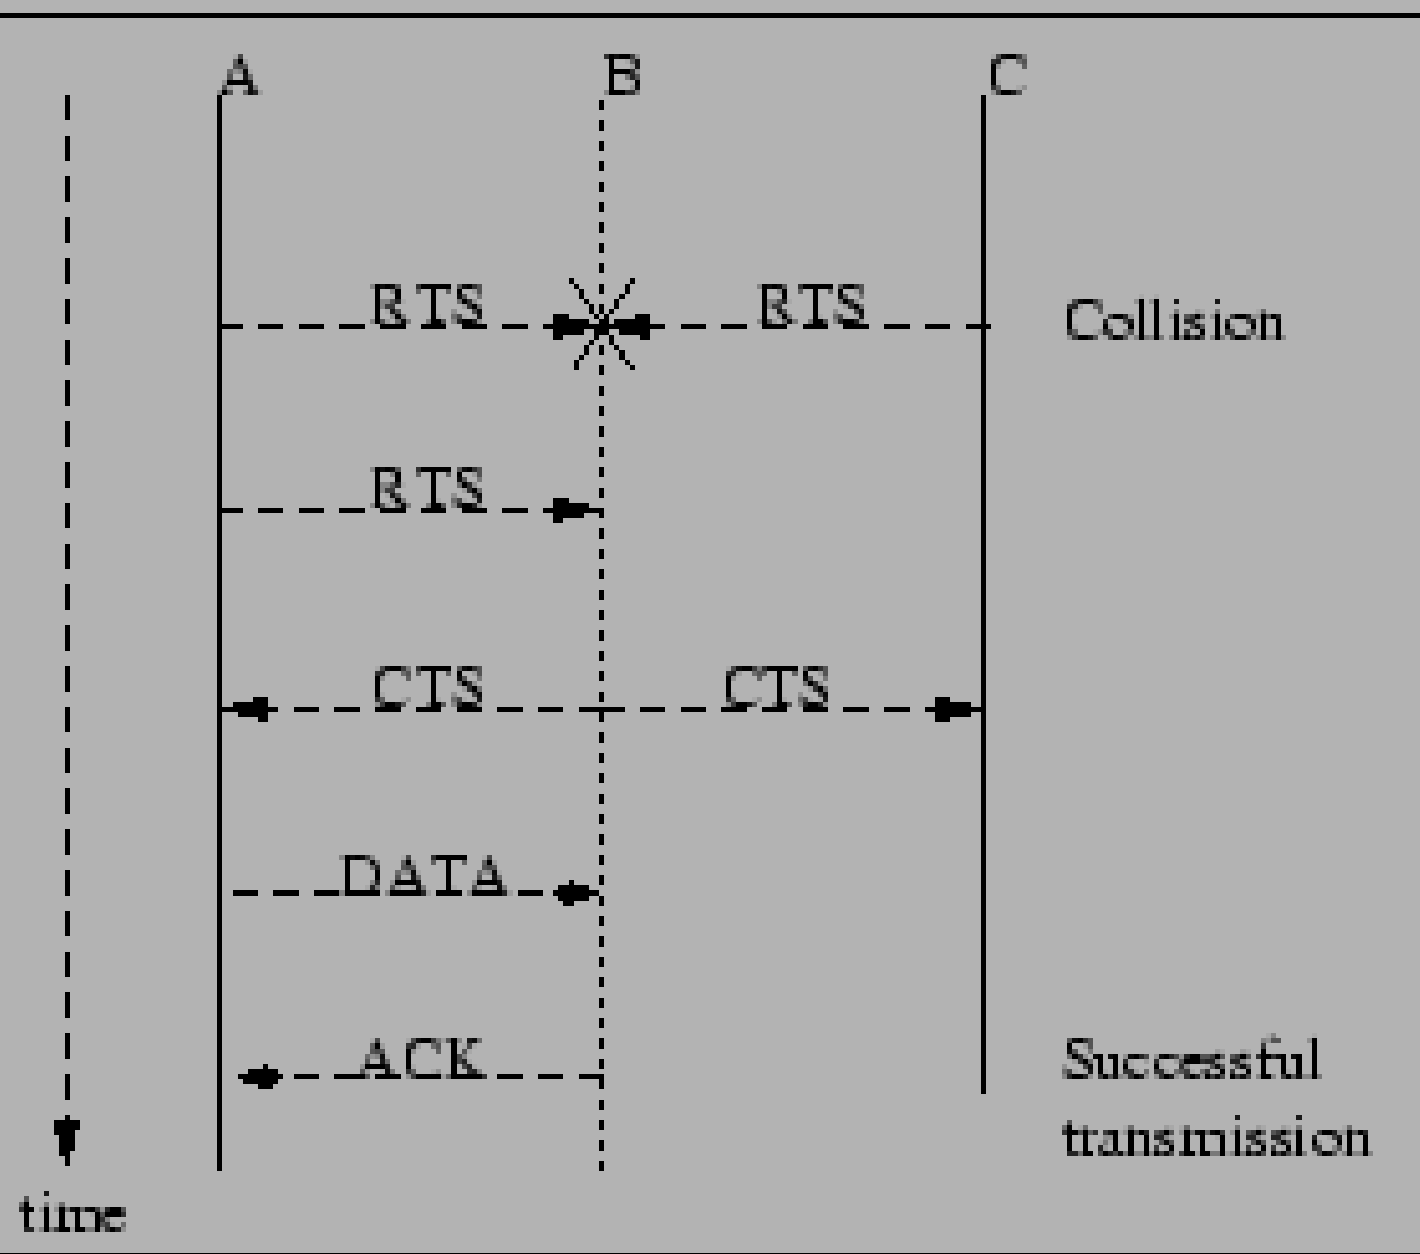 A B C
RTS RTS Collision
RTS
CTS CTS
DATA
ACK Successful
transmission
time